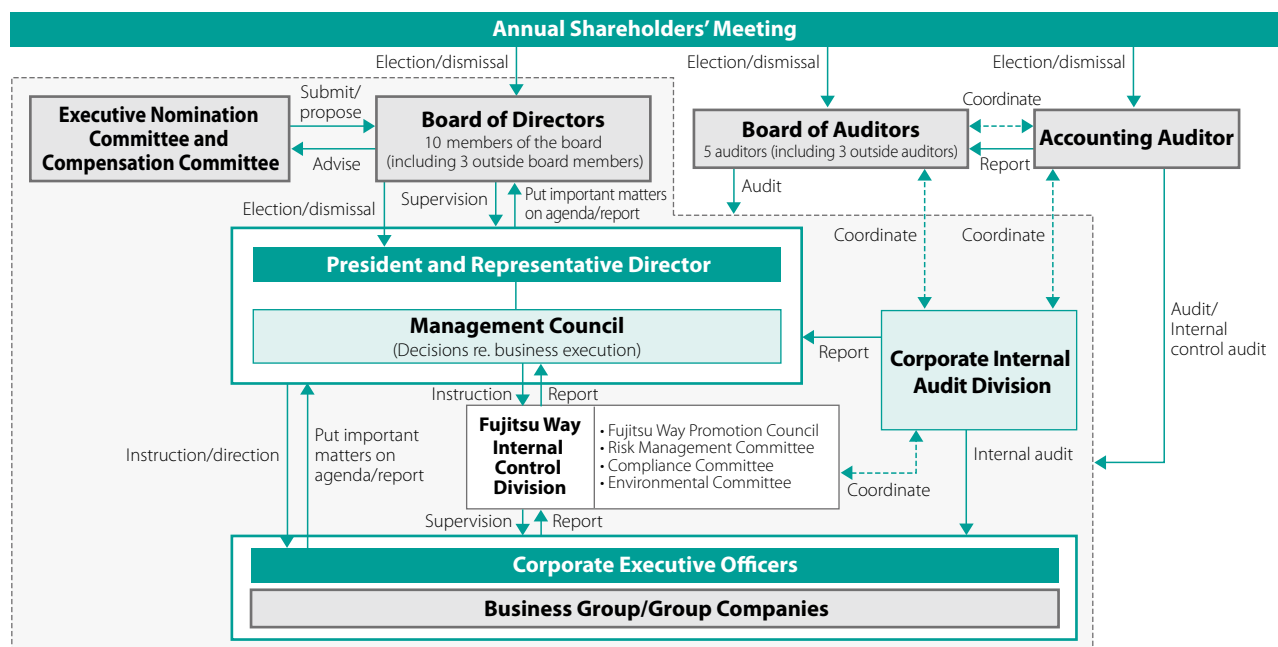 Annual Shareholders’ Meeting
Election/dismissal
Election/dismissal
Election/dismissal
Executive Nomination
Committee and
Compensation Committee
Submit/
propose
Advise
Board of Directors
10 members of the board
(including 3 outside board members)
Board of Auditors
5 auditors (including 3 outside auditors)
Coordinate
Report
Accounting Auditor
Election/dismissal
Supervision
Put important matters
on agenda/report
Audit
Coordinate
Coordinate
President and Representative Director
Management Council
(Decisions re. business execution)
Report
Corporate Internal
Audit Division
Audit/
Internal
control audit
Instruction
Report
Instruction/direction
Put important
matters on
agenda/report
Fujitsu Way
Internal
Control
Division
• Fujitsu Way Promotion Council
• Risk Management Committee
• Compliance Committee
• Environmental Committee
Coordinate
Internal audit
Supervision
Report
Corporate Executive Officers
Business Group/Group Companies